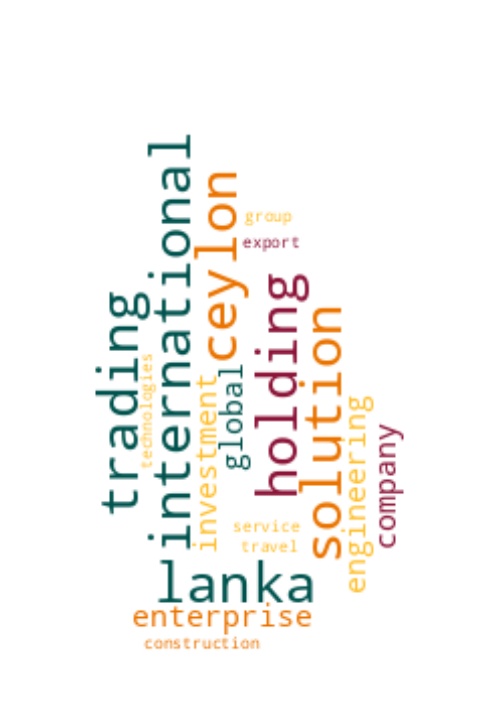 international
ceylon
group
export
holding
trading
solution
technologies
global
investment
engineering
company
service
travel
lanka
enterprise
construction